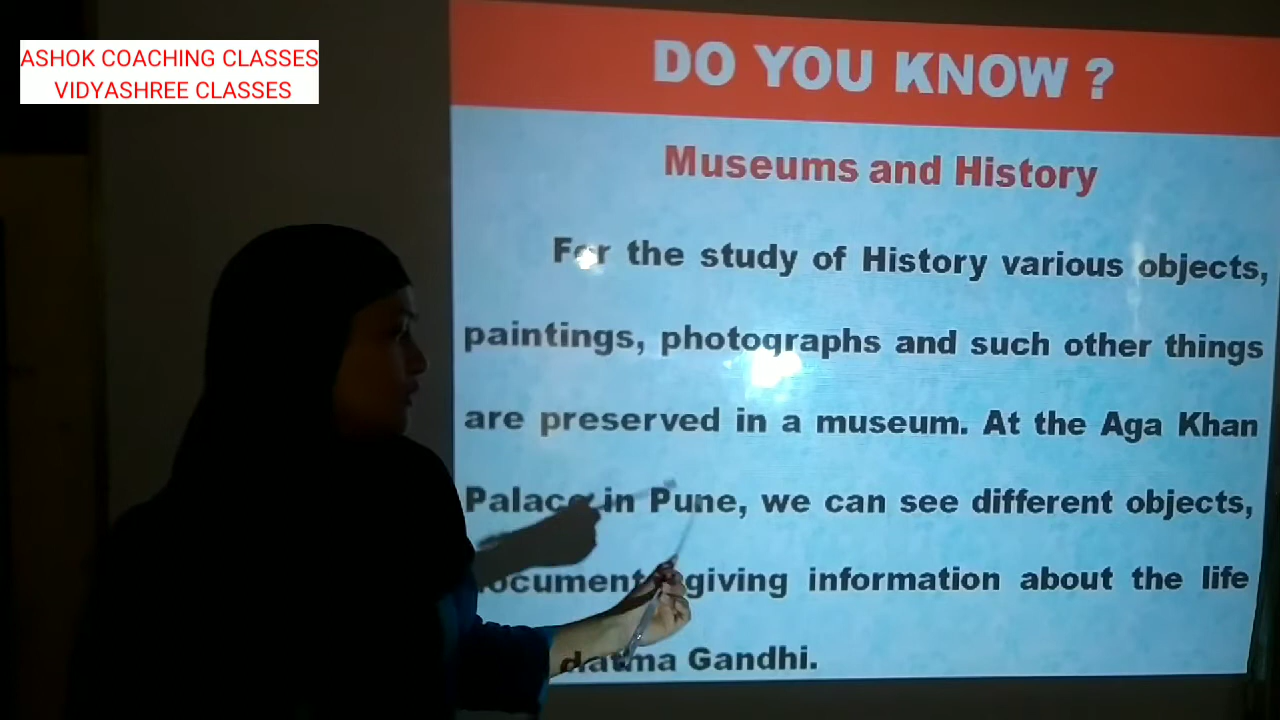 ASHOK COACHING CLASSES
VIDYASHREE CLASSES
DO YOU KNOW ?
Museums and History
For the study of History various objects,
paintings, photographs and such other things
are preserved in a museum. At the Aga Khan
Palace in Pune, we can see different objects,
giving information about the life
Gandhi.